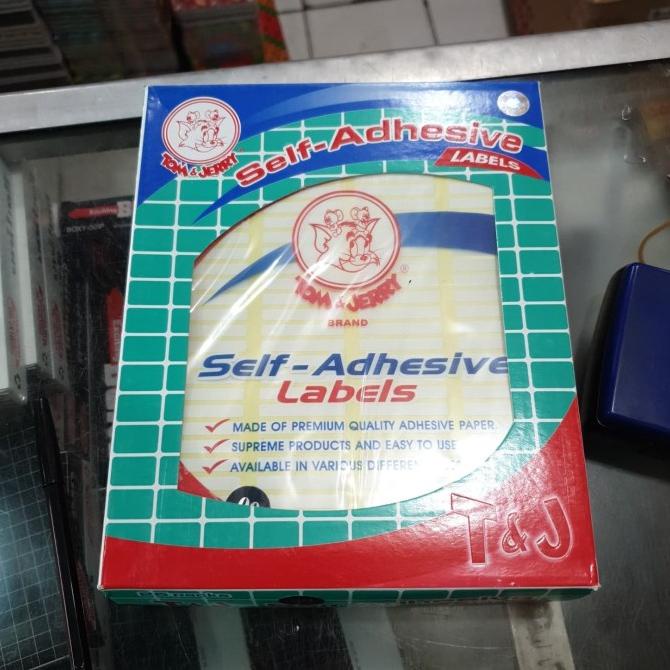 TOM & JERRY®
Self-Adhesive
LABELS
TOM & JERRY®
BRAND
Self-Adhesive
Labels
MADE OF PREMIUM QUALITY ADHESIVE PAPER.
SUPREME PRODUCTS AND EASY TO USE
AVAILABLE IN VARIOUS
T&J